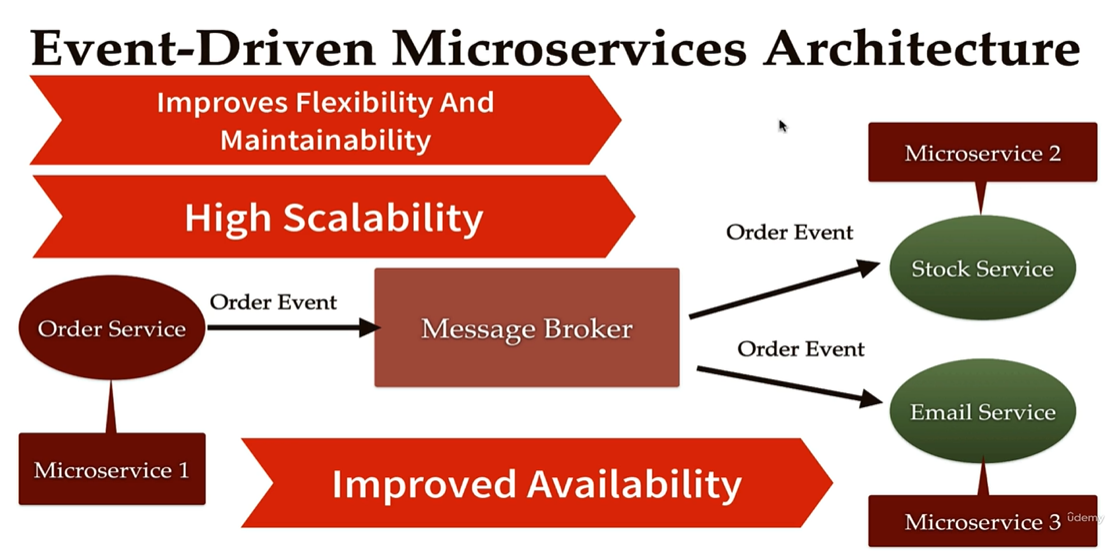 Event-Driven Microservices Architecture
Improves Flexibility And
Maintainability
High Scalability
Microservice 2
Order Event
Stock Service
Order Event
Order Service
Message Broker
Order Event
Email Service
Microservice 1
Improved Availability
Microservice 3
ûdemy